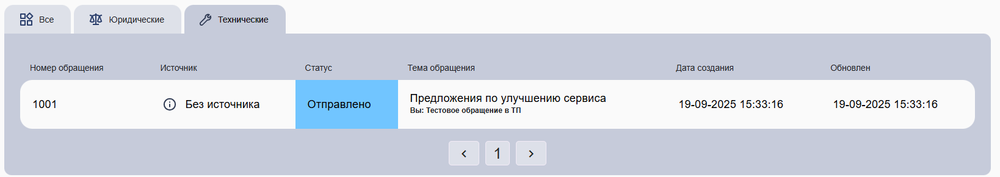 Все Юридические Технические
Номер обращения Источник Статус Тема обращения Дата создания Обновлен
1001 Без источника Отправлено Предложения по улучшению сервиса 19-09-2025 15:33:16 19-09-2025 15:33:16
Вы: Тестовое обращение в ТП
1